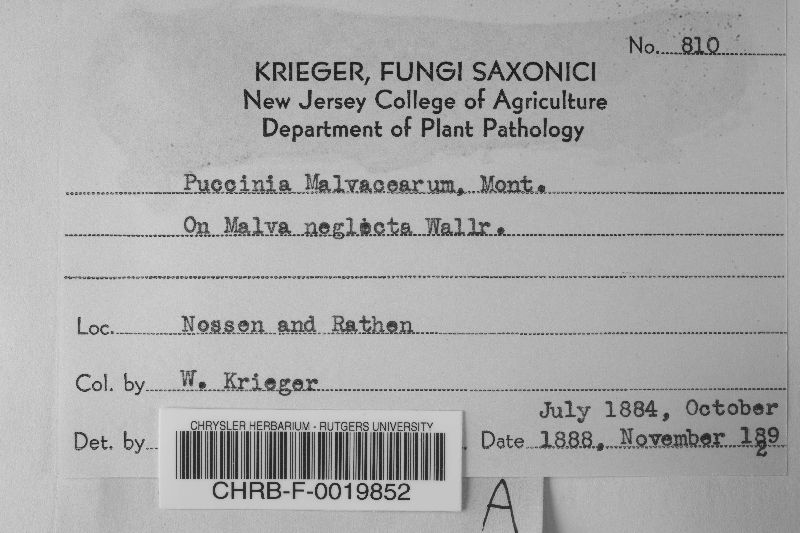 No. 810
KRIEGER, FUNGI SAXONICI
New Jersey College of Agriculture
Department of Plant Pathology
Puccinia Malvacearum, Mont.
On Malva neglecta Wallr.
Loc. Nossen and Rathen
Col. by W. Krieger
July 1884, October
Det. by Date 1888, November 1892
CHRYSLER HERBARIUM - RUTGERS UNIVERSITY
CHRB-F-0019852
A